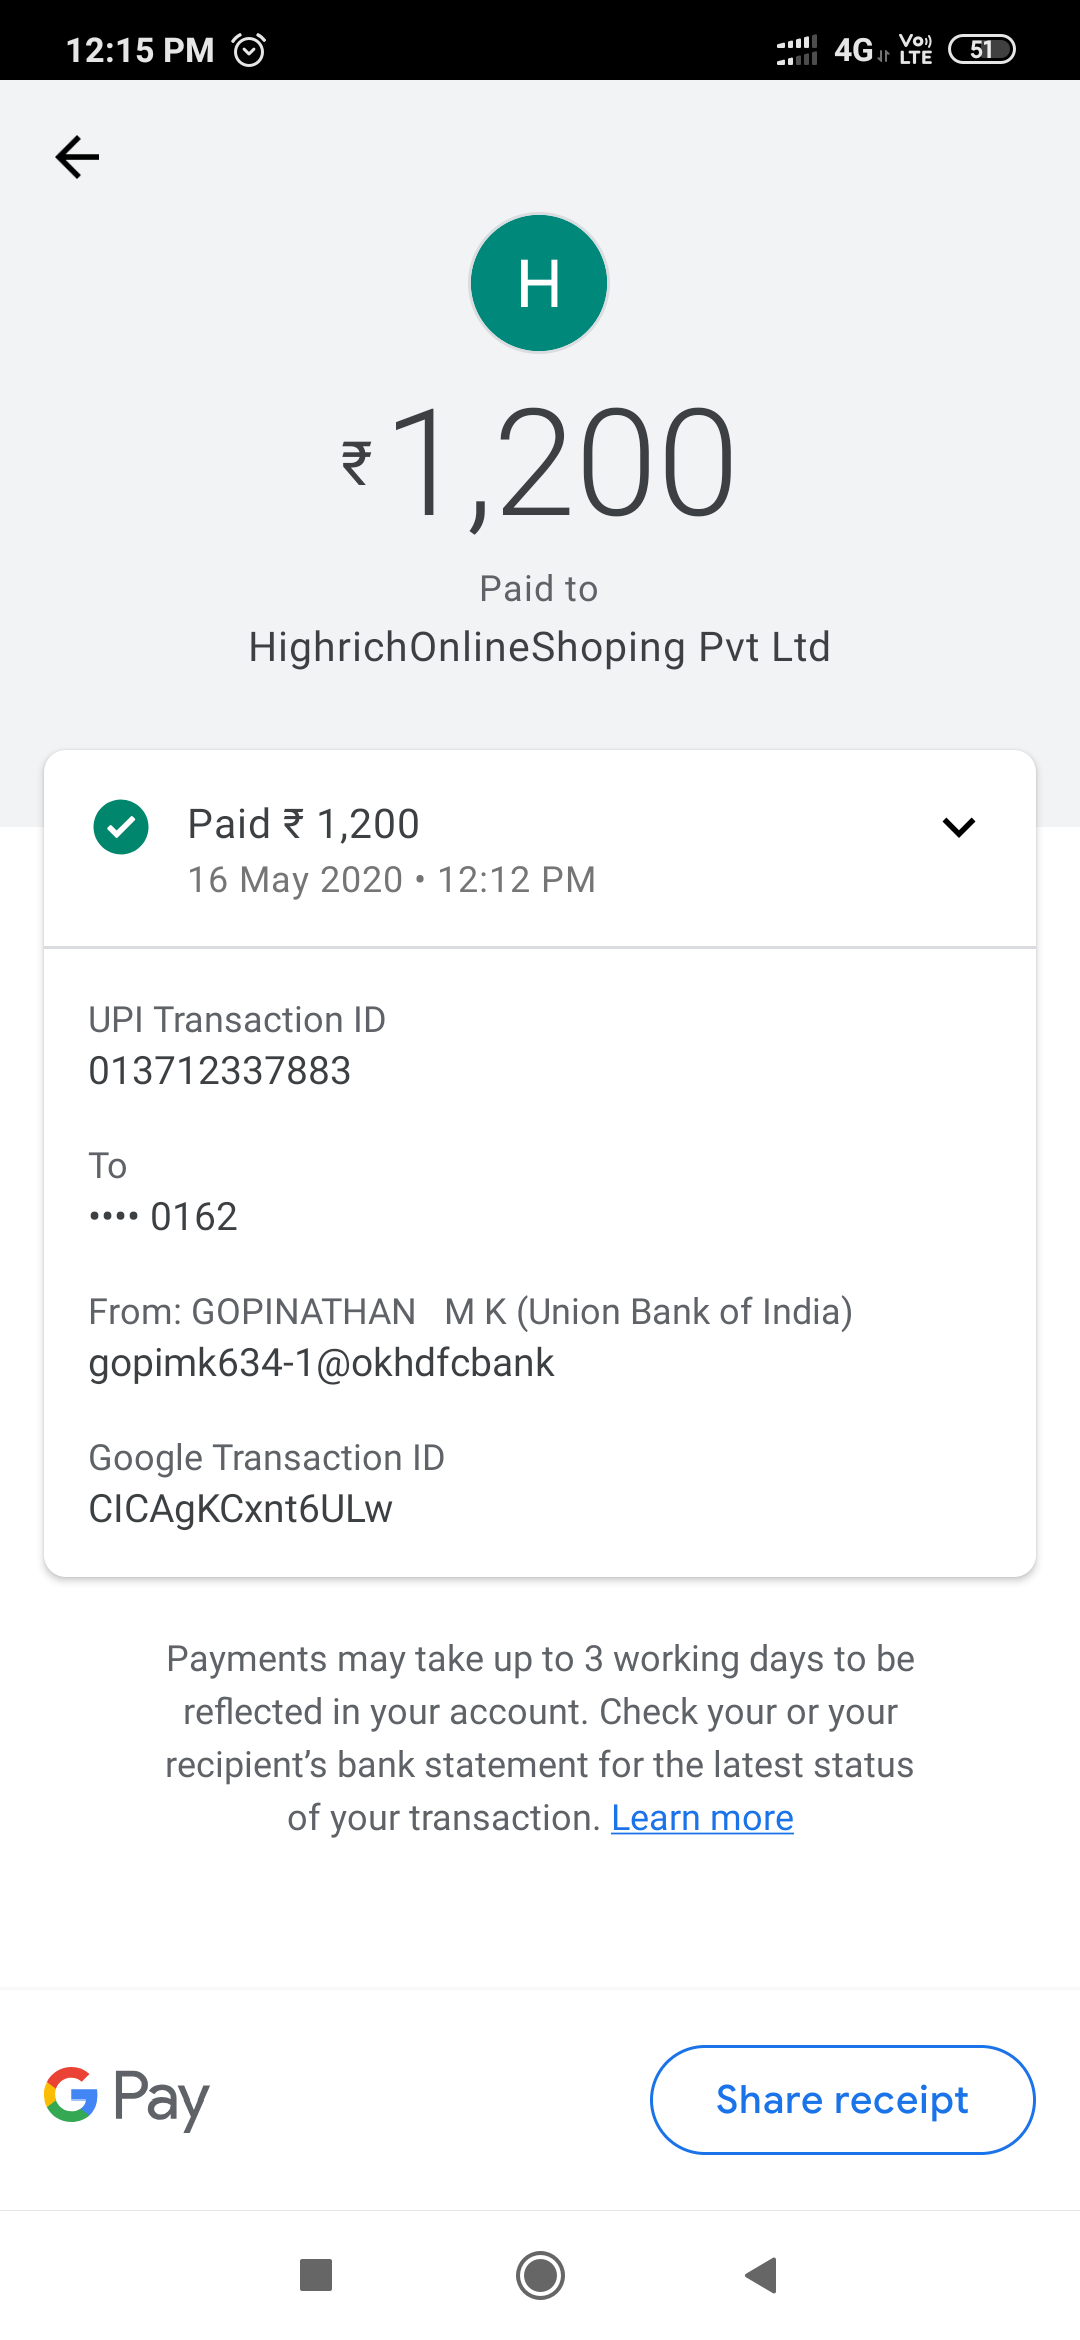 12:15 PM 4G Vo)) LTE 51
H
₹1,200
Paid to
HighrichOnlineShoping Pvt Ltd
Paid ₹ 1,200
16 May 2020 • 12:12 PM
UPI Transaction ID
013712337883
To
•••• 0162
From: GOPINATHAN   M K (Union Bank of India)
gopimk634-1@okhdfcbank
Google Transaction ID
CICAgKCxnt6ULw
Payments may take up to 3 working days to be
reflected in your account. Check your or your
recipient’s bank statement for the latest status
of your transaction. Learn more
G Pay
Share receipt